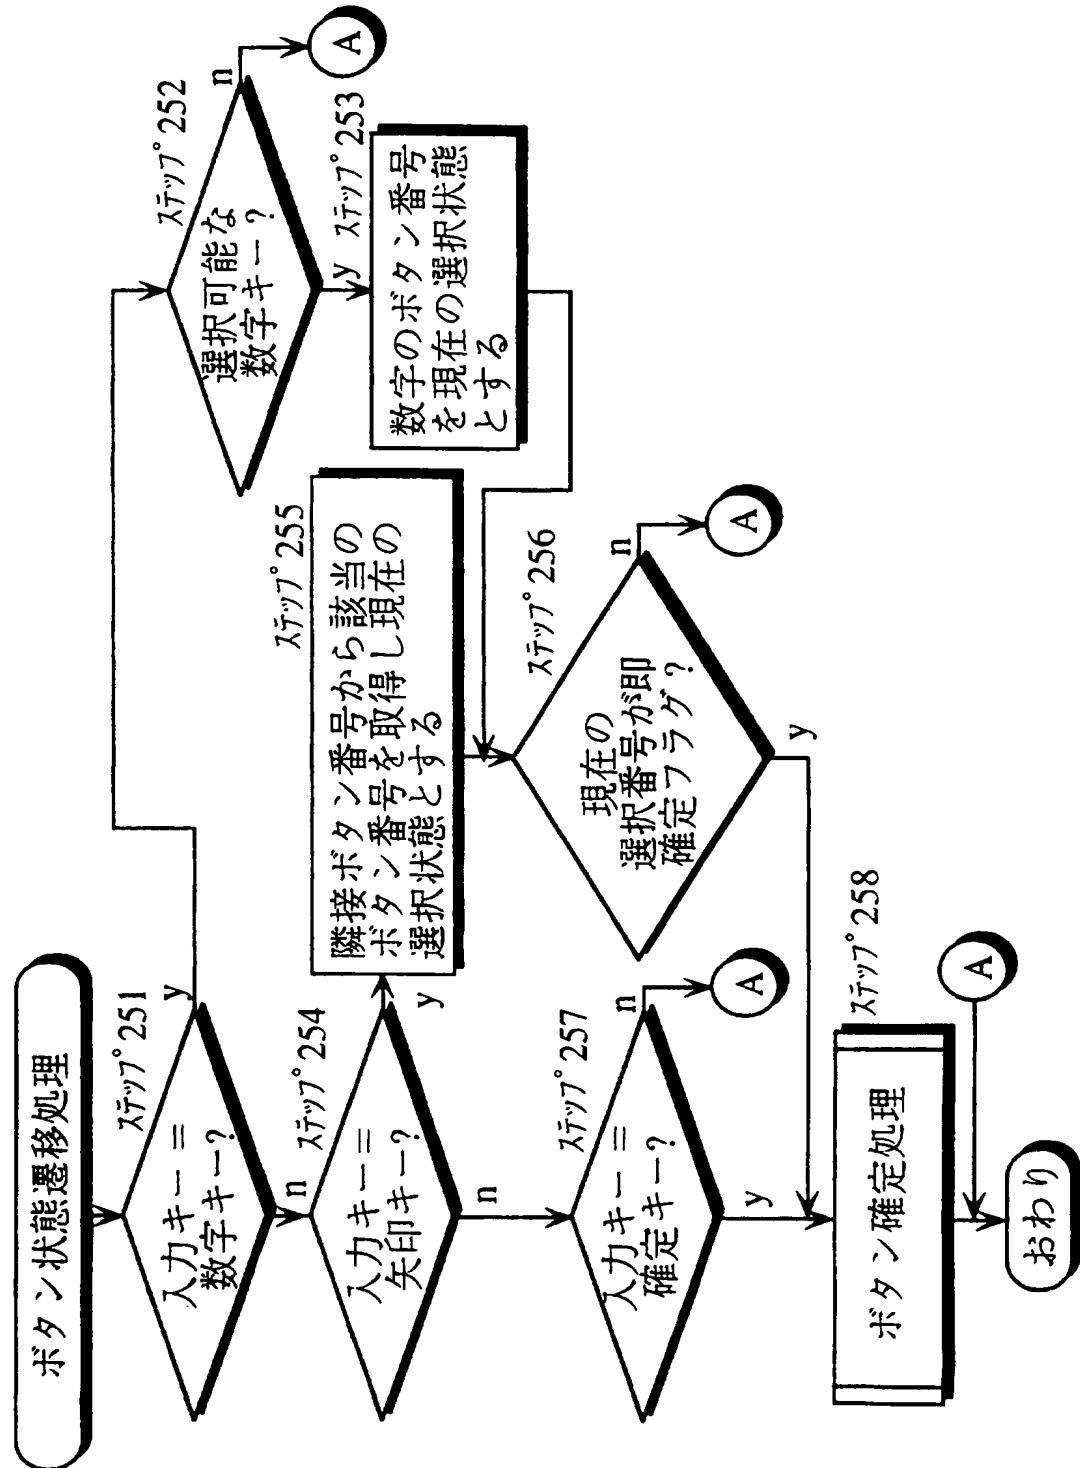 ボタン状態遷移処理
ステップ251
入力キー=
数字キー?
y
n
ステップ252
選択可能な
数字キー?
n
A
y
ステップ253
数字のボタン番号
を現在の選択状態
とする
ステップ254
入力キー=
矢印キー?
y
n
ステップ255
隣接ボタン番号から該当の
ボタン番号を取得し現在の
選択状態とする
ステップ256
現在の
選択番号が即
確定フラグ?
n
A
y
ステップ257
入力キー=
確定キー?
n
A
y
ステップ258
ボタン確定処理
A
おわり